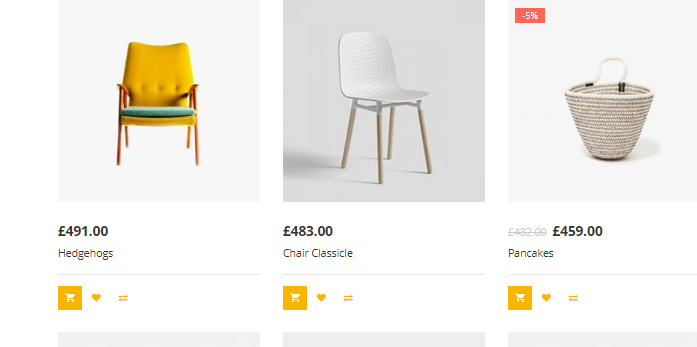 -5%
£491.00
Hedgehogs
£483.00
Chair Classicle
£482.00 £459.00
Pancakes